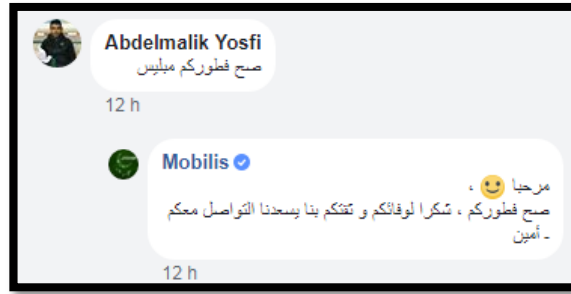 Abdelmalik Yosfi
صح فطوركم مبليس
12 h
Mobilis
مرحبا 🙂 ،
صح فطوركم ، شكرا لوفائكم و ثقتكم بنا يسعدنا التواصل معكم
- أمين
12 h